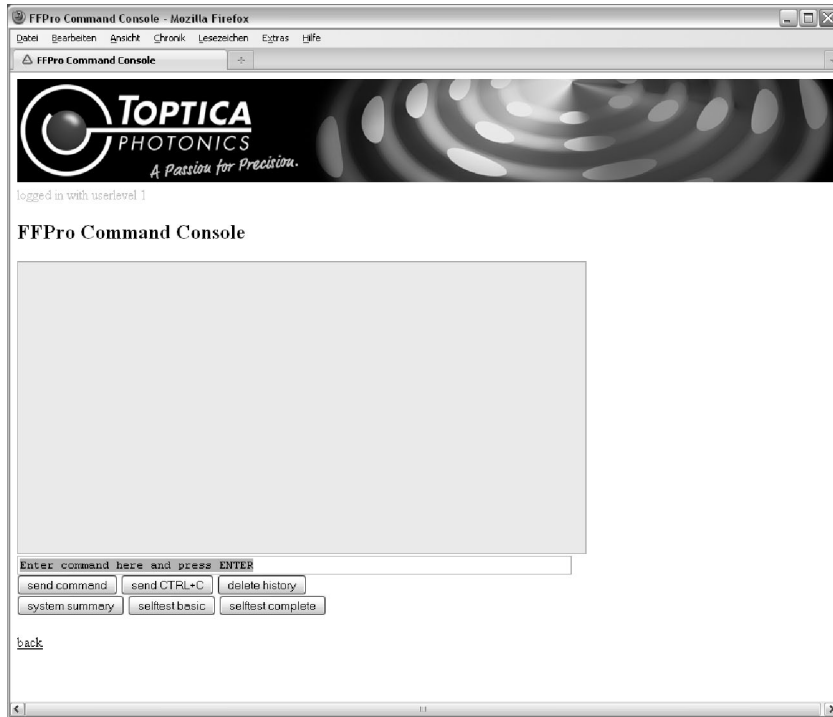 FFPro Command Console - Mozilla Firefox
Datei Bearbeiten Ansicht Chronik Lesezeichen Extras Hilfe
FFPro Command Console
TOPTICA
PHOTONICS
A Passion for Precision.
logged in with userlevel 1
FFPro Command Console
Enter command here and press ENTER
send command send CTRL+C delete history
system summary selftest basic selftest complete
back